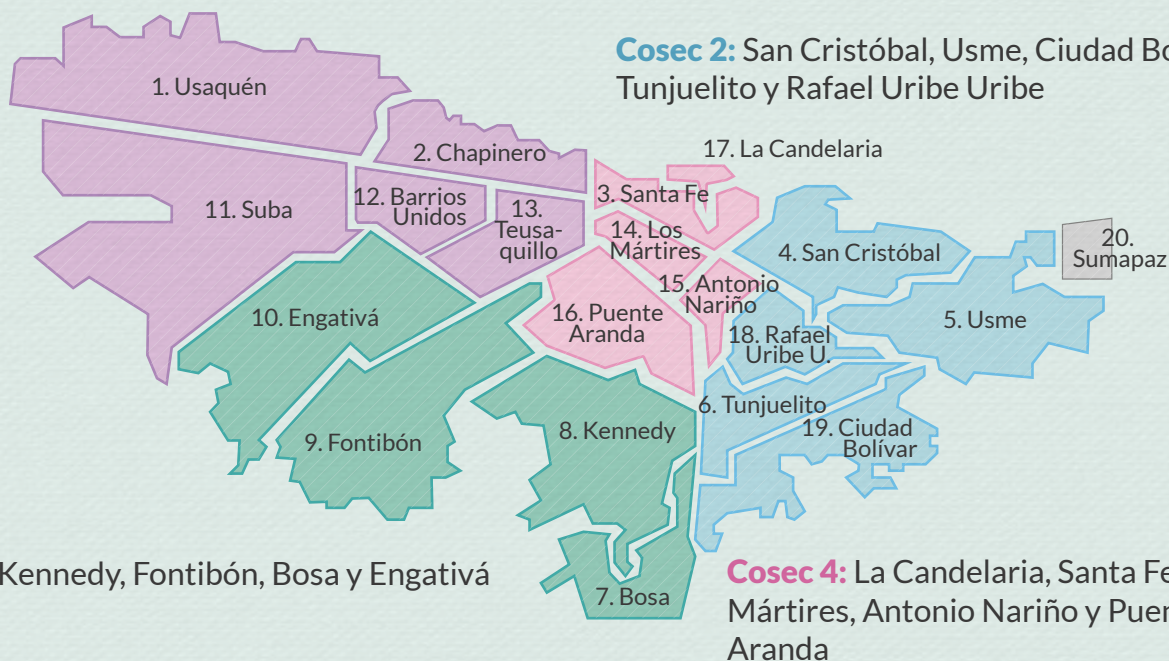 Cosec 2: San Cristóbal, Usme, Ciudad
Tunjuelito y Rafael Uribe Uribe
1. Usaquén
2. Chapinero
17. La Candelaria
12. Barrios
Unidos
3. Santa Fe
11. Suba
13.
Teusa-
quillo
14. Los
Mártires
4. San Cristóbal
20.
Sumapaz
15. Antonio
Nariño
10. Engativá
16. Puente
Aranda
18. Rafael
Uribe U.
5. Usme
6. Tunjuelito
9. Fontibón
8. Kennedy
19. Ciudad
Bolívar
7. Bosa
Kennedy, Fontibón, Bosa y Engativá
Cosec 4: La Candelaria, Santa Fe
Mártires, Antonio Nariño y
Aranda